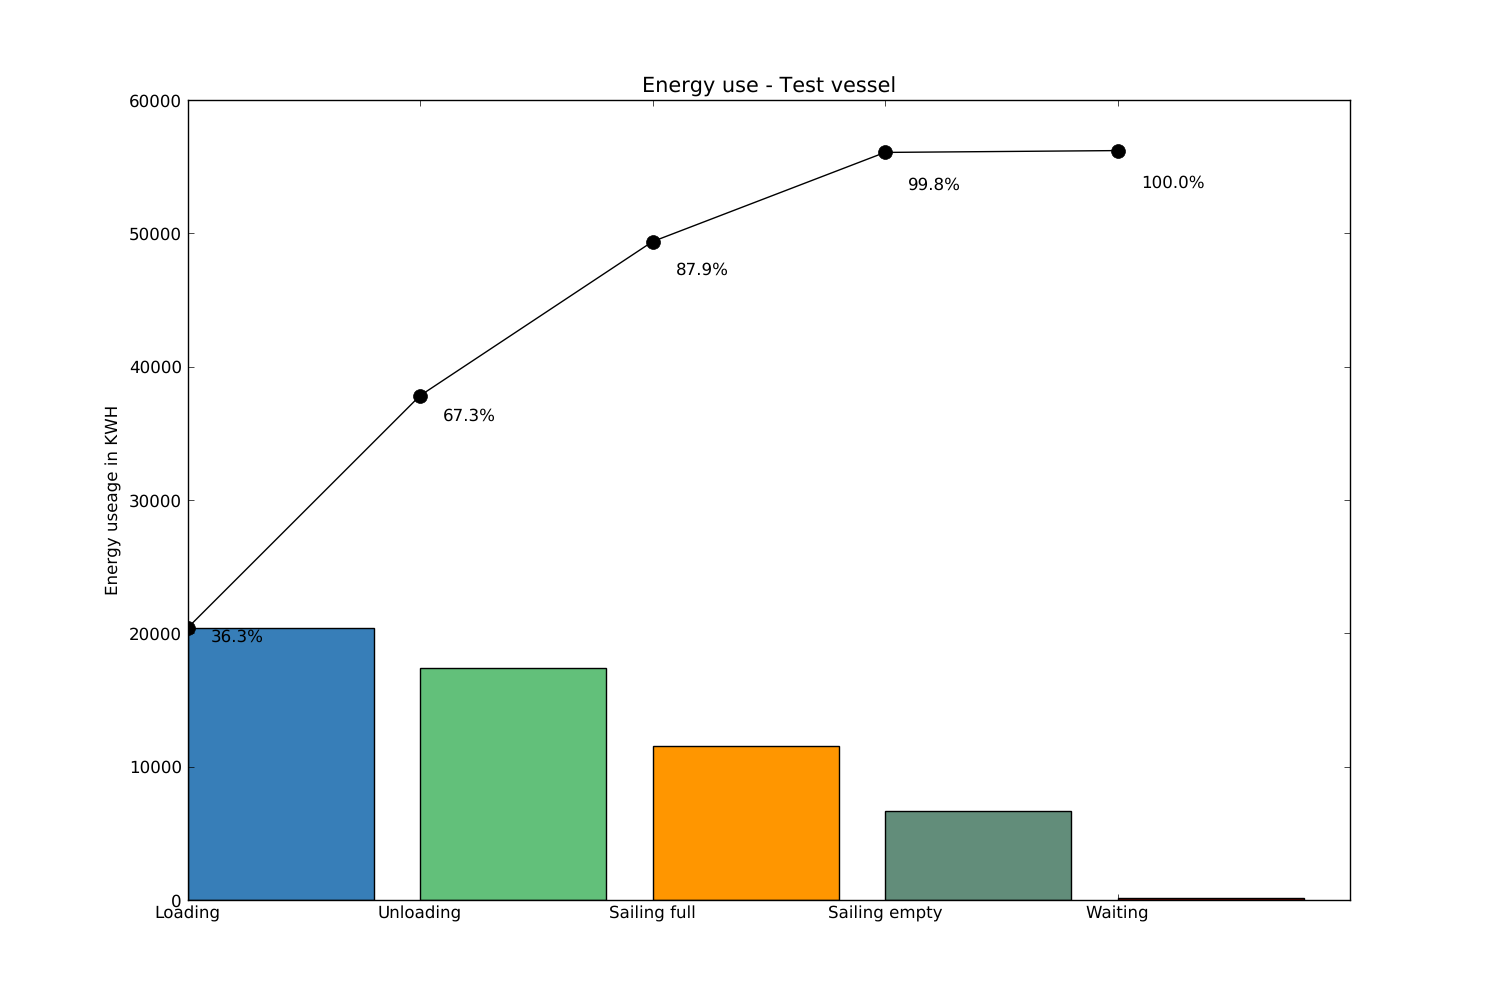 Energy use - Test vessel
60000
50000
40000
30000
20000
10000
0
Energy useage in KWH
36.3%
67.3%
87.9%
99.8%
100.0%
Loading
Unloading
Sailing full
Sailing empty
Waiting